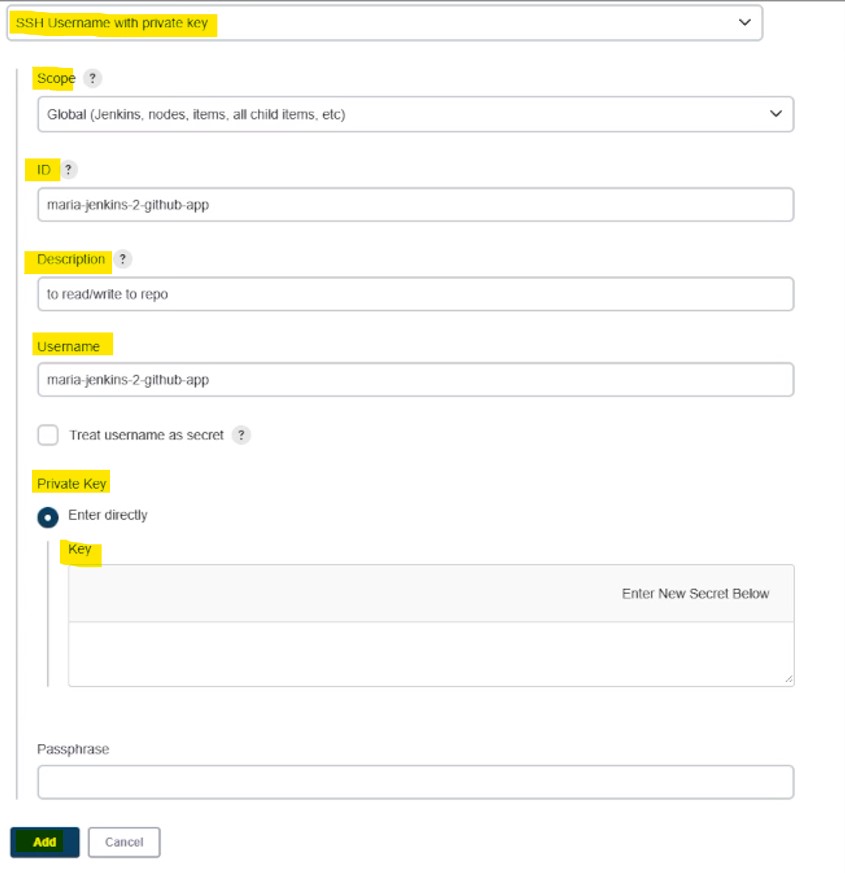 SSH Username with private key
Scope ?
Global (Jenkins, nodes, items, all child items, etc)
ID ?
maria-jenkins-2-github-app
Description ?
to read/write to repo
Username
maria-jenkins-2-github-app
Treat username as secret ?
Private Key
Enter directly
Key
Enter New Secret Below
Passphrase
Add Cancel